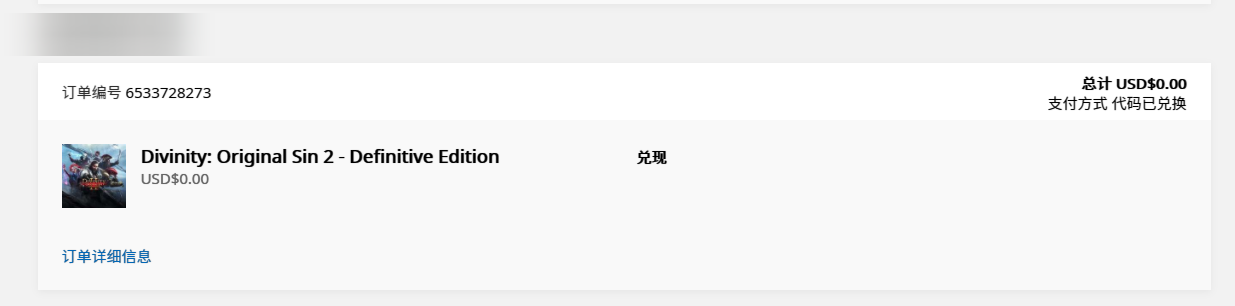 订单编号 6533728273
总计 USD$0.00
支付方式 代码已兑换
Divinity: Original Sin 2 - Definitive Edition
兑现
USD$0.00
订单详细信息